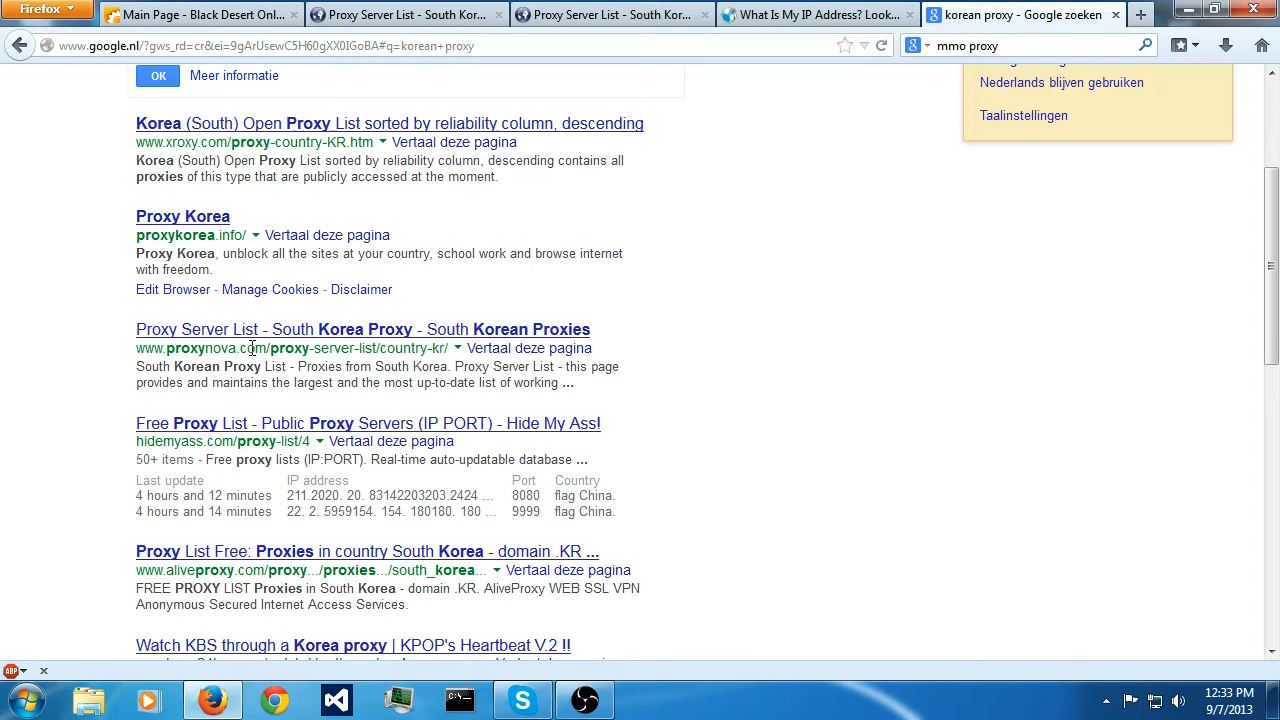 Firefox
Main Page - Black Desert Onl...
Proxy Server List - South Kor...
Proxy Server List - South Kor...
What Is My IP Address? Look...
korean proxy - Google zoeken
www.google.nl/?gws_rd=cr&ei=9gArUsewC5H60gXX0IGoBA#q=korean+proxy
mmo proxy
OK
Meer informatie
Nederlands blijven gebruiken
Taalinstellingen
Korea (South) Open Proxy List sorted by reliability column, descending
www.xroxy.com/proxy-country-KR.htm
Vertaal deze pagina
Korea (South) Open Proxy List sorted by reliability column, descending contains all
proxies of this type that are publicly accessed at the moment.
Proxy Korea
proxykorea.info/
Vertaal deze pagina
Proxy Korea, unblock all the sites at your country, school work and browse internet
with freedom.
Edit Browser - Manage Cookies - Disclaimer
Proxy Server List - South Korea Proxy - South Korean Proxies
www.proxynova.com/proxy-server-list/country-kr/
Vertaal deze pagina
South Korean Proxy List - Proxies from South Korea. Proxy Server List - this page
provides and maintains the largest and the most up-to-date list of working ...
Free Proxy List - Public Proxy Servers (IP PORT) - Hide My Ass!
hidemyass.com/proxy-list/4
Vertaal deze pagina
50+ items - Free proxy lists (IP:PORT). Real-time auto-updatable database ...
Last update IP address Port Country
4 hours and 12 minutes 211.2020. 20. 83142203203.2424 ... 8080 flag China.
4 hours and 14 minutes 22. 2. 5959154. 154. 180180. 180 ... 9999 flag China.
Proxy List Free: Proxies in country South Korea - domain .KR ...
www.aliveproxy.com/proxy.../proxies.../south_korea...
Vertaal deze pagina
FREE PROXY LIST Proxies in South Korea - domain .KR. AliveProxy WEB SSL VPN
Anonymous Secured Internet Access Services.
Watch KBS through a Korea proxy | KPOP's Heartbeat V.2 !!
ABP
12:33 PM
9/7/2013